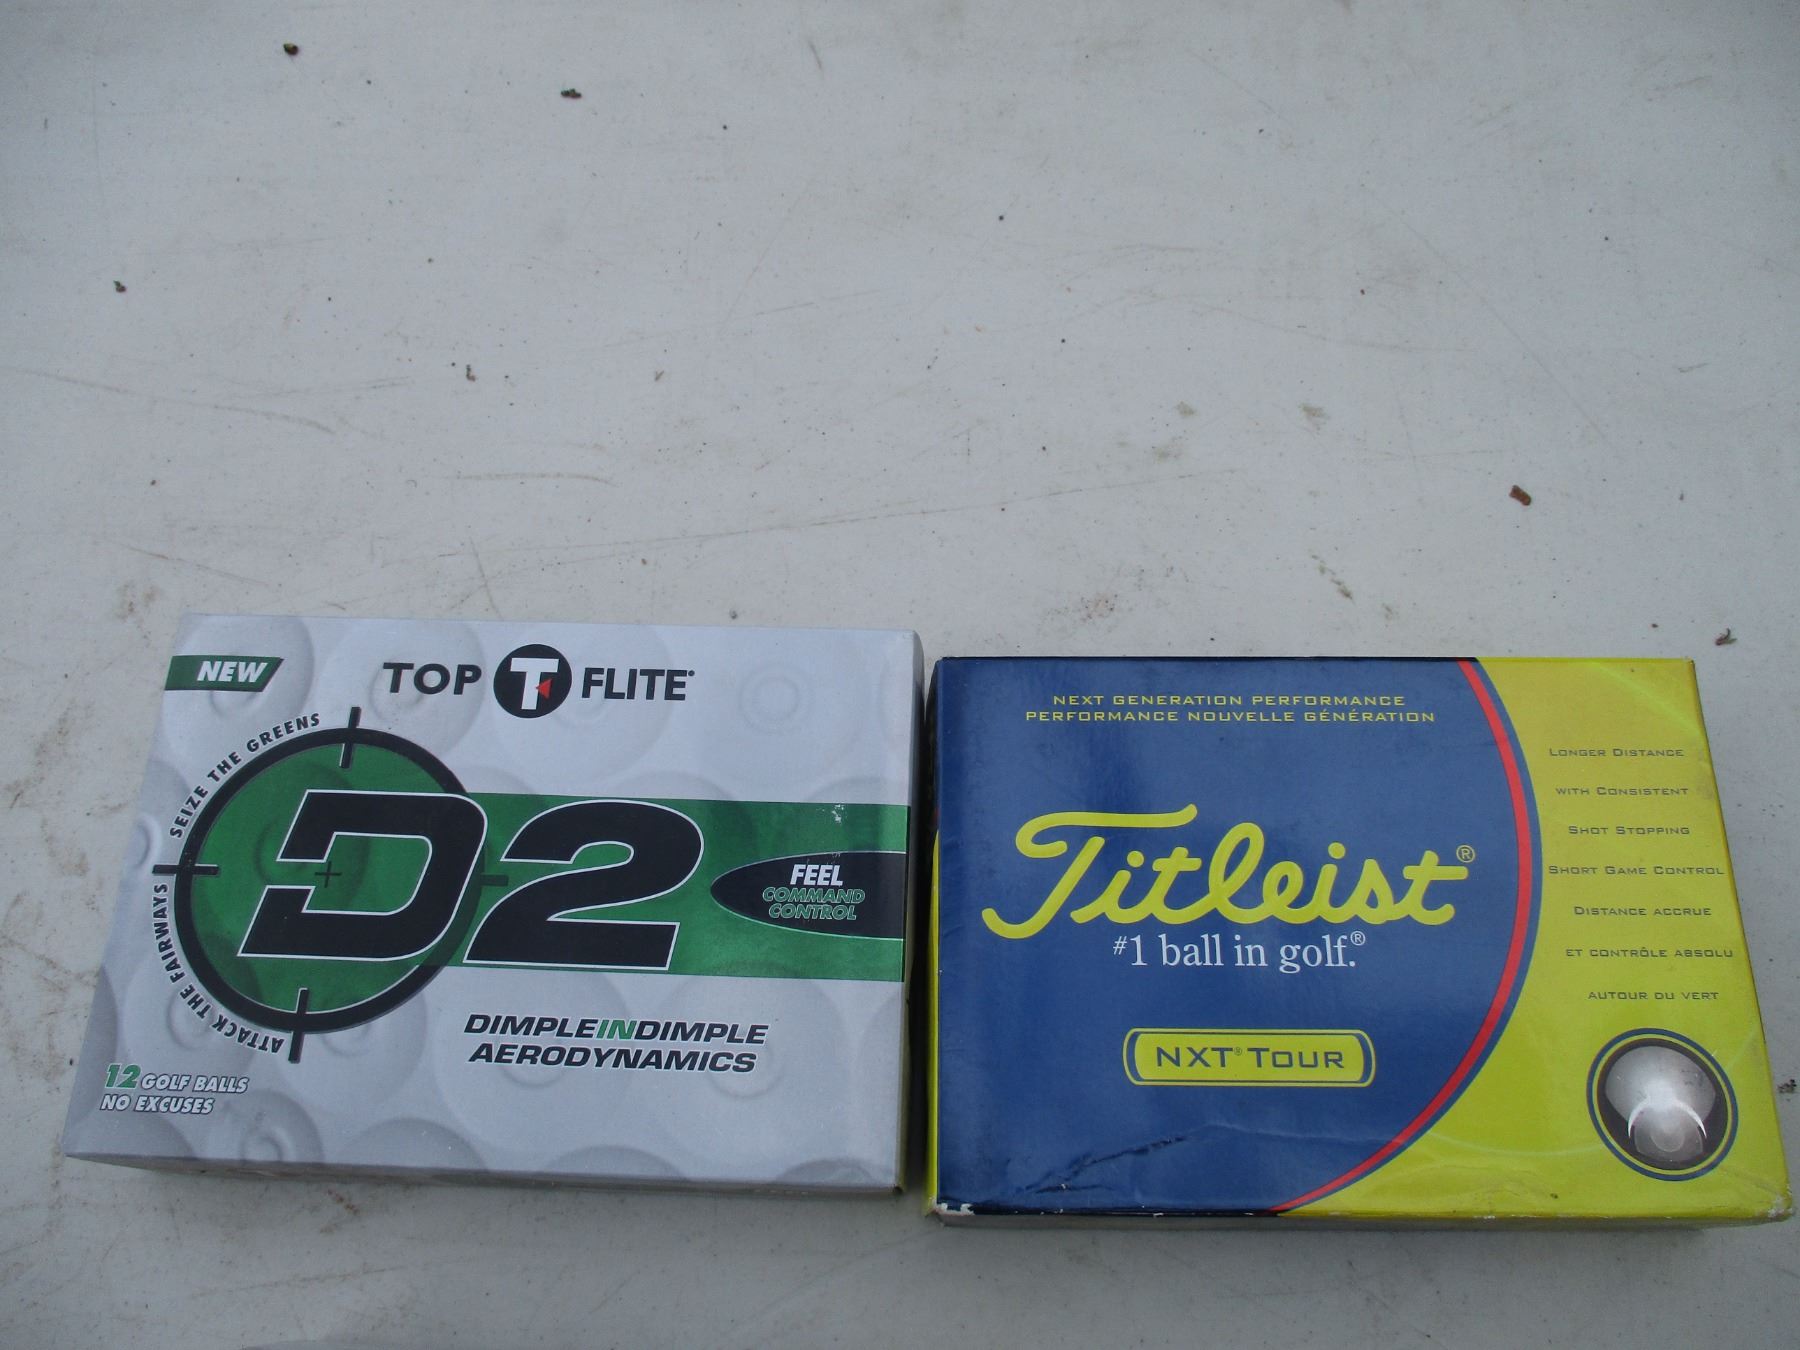 NEW
TOP T FLITE
SEIZE THE GREENS
ATTACK THE FAIRWAYS
D2
FEEL
COMMAND
CONTROL
DIMPLEINDIMPLE
AERODYNAMICS
12 GOLF BALLS
NO EXCUSES
NEXT GENERATION PERFORMANCE
PERFORMANCE NOUVELLE GÉNÉRATION
Titleist®
#1 ball in golf.®
NXT® TOUR
LONGER DISTANCE
WITH CONSISTENT
SHOT STOPPING
SHORT GAME CONTROL
DISTANCE ACCRUE
ET CONTRÔLE ABSOLU
AUTOUR DU VERT